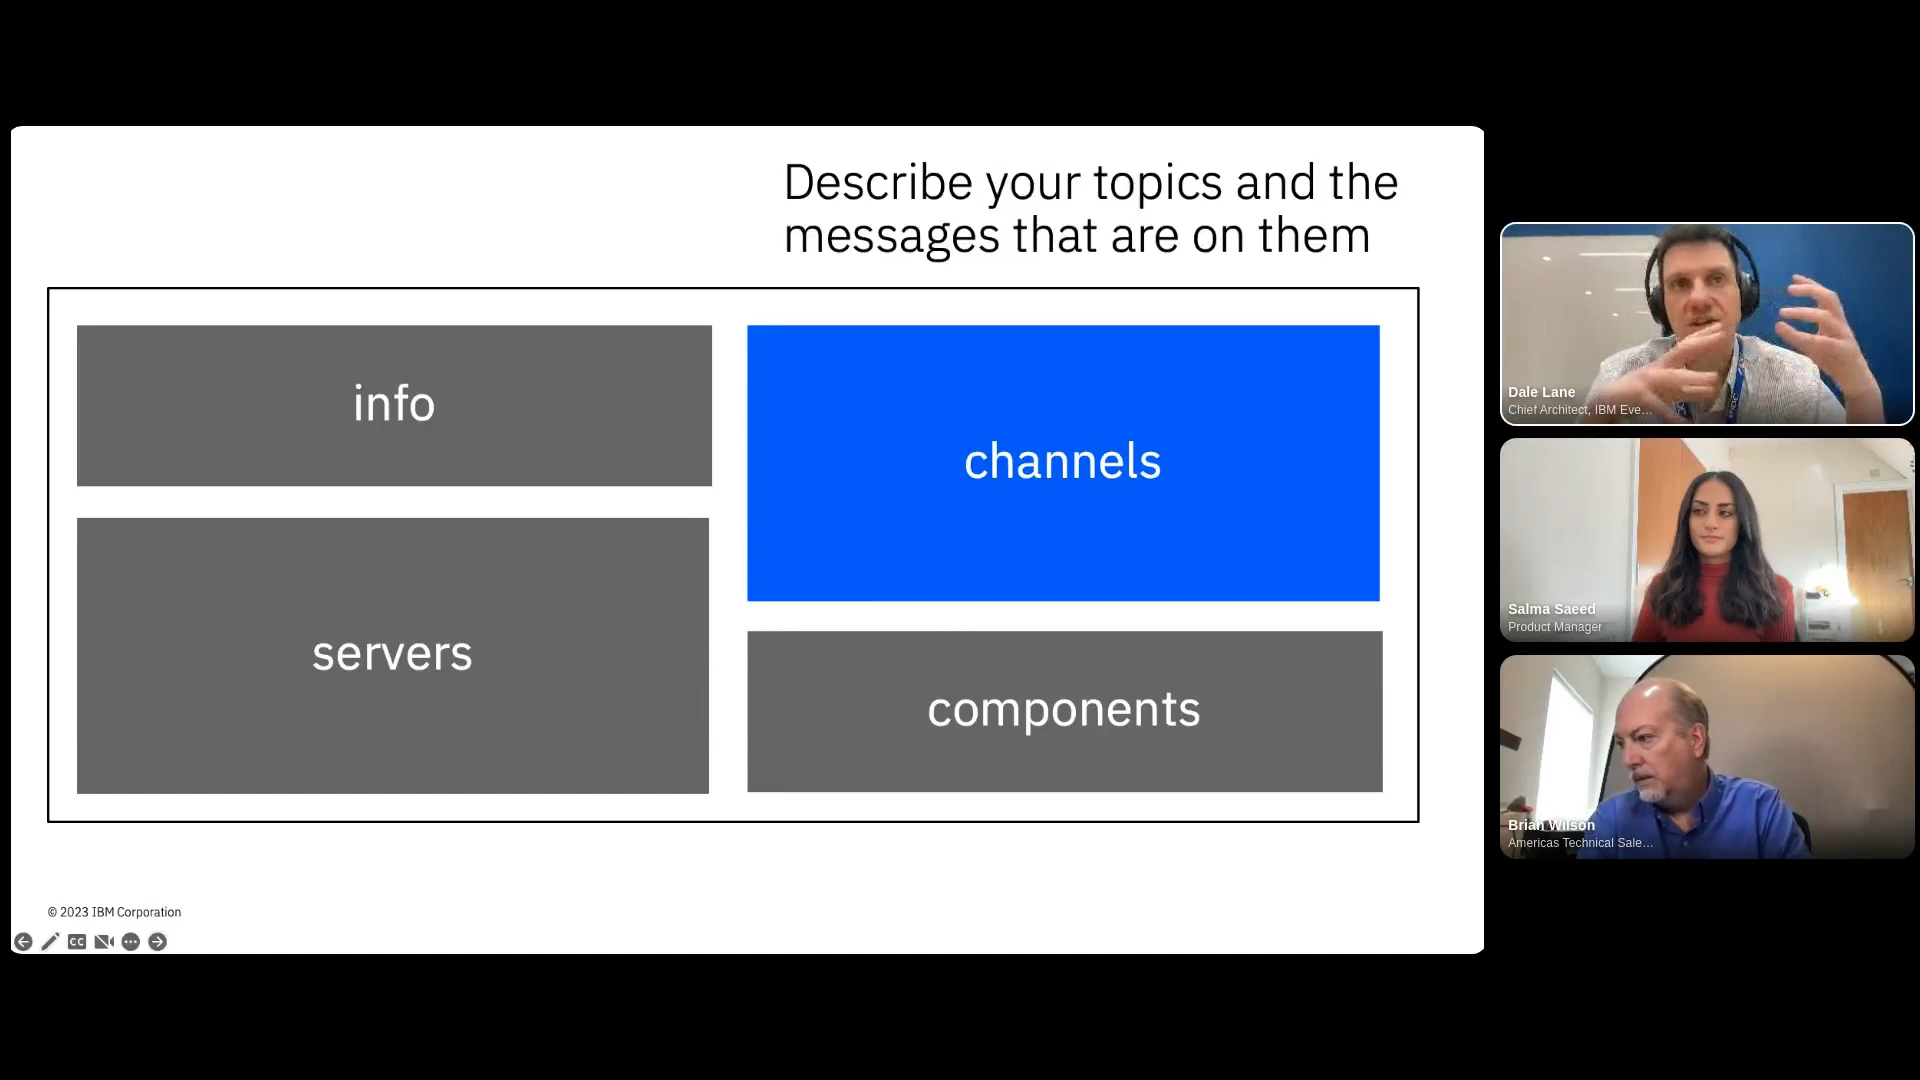 Describe your topics and the
messages that are on them
info
channels
servers
components
© 2023 IBM Corporation
CC
Dale Lane
Chief Architect, IBM Eve...
Salma Saeed
Product Manager
Brian Wilson
Americas Technical Sale...